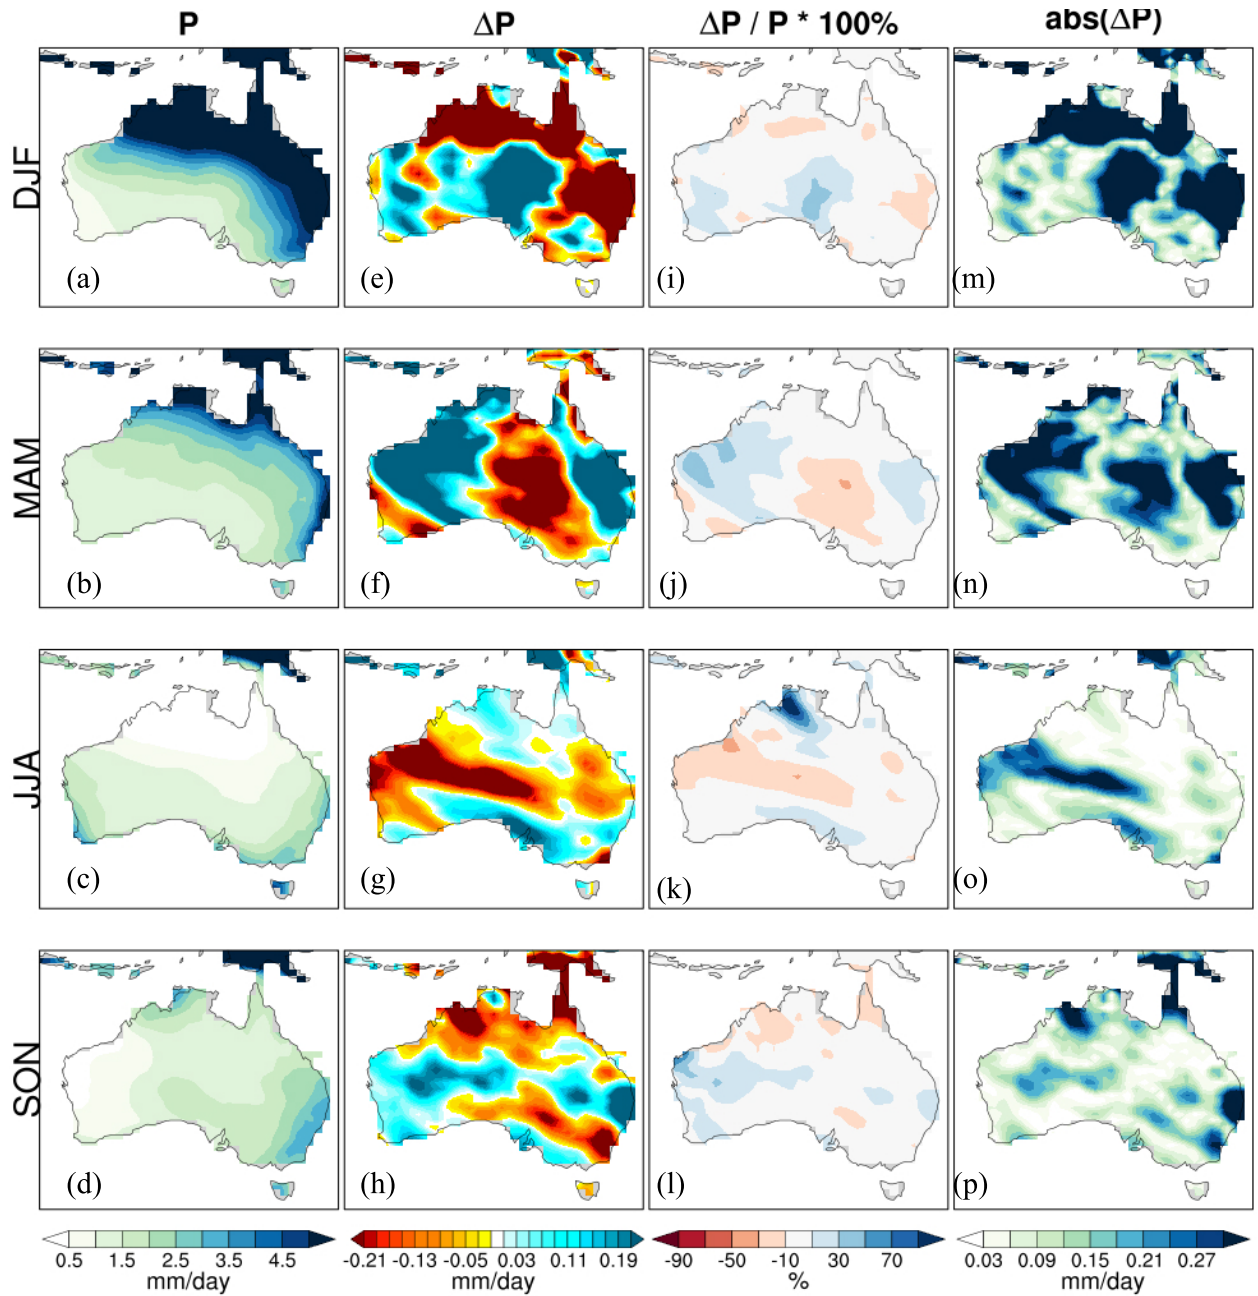 P ΔP ΔP / P * 100% abs(ΔP)
DJF
(a) (e) (i) (m)
MAM
(b) (f) (j) (n)
JJA
(c) (g) (k) (o)
SON
(d) (h) (l) (p)
0.5 1.5 2.5 3.5 4.5 -0.21 -0.13 -0.05 0.03 0.11 0.19 -90 -50 -10 30 70 0.03 0.09 0.15 0.21 0.27
mm/day mm/day % mm/day